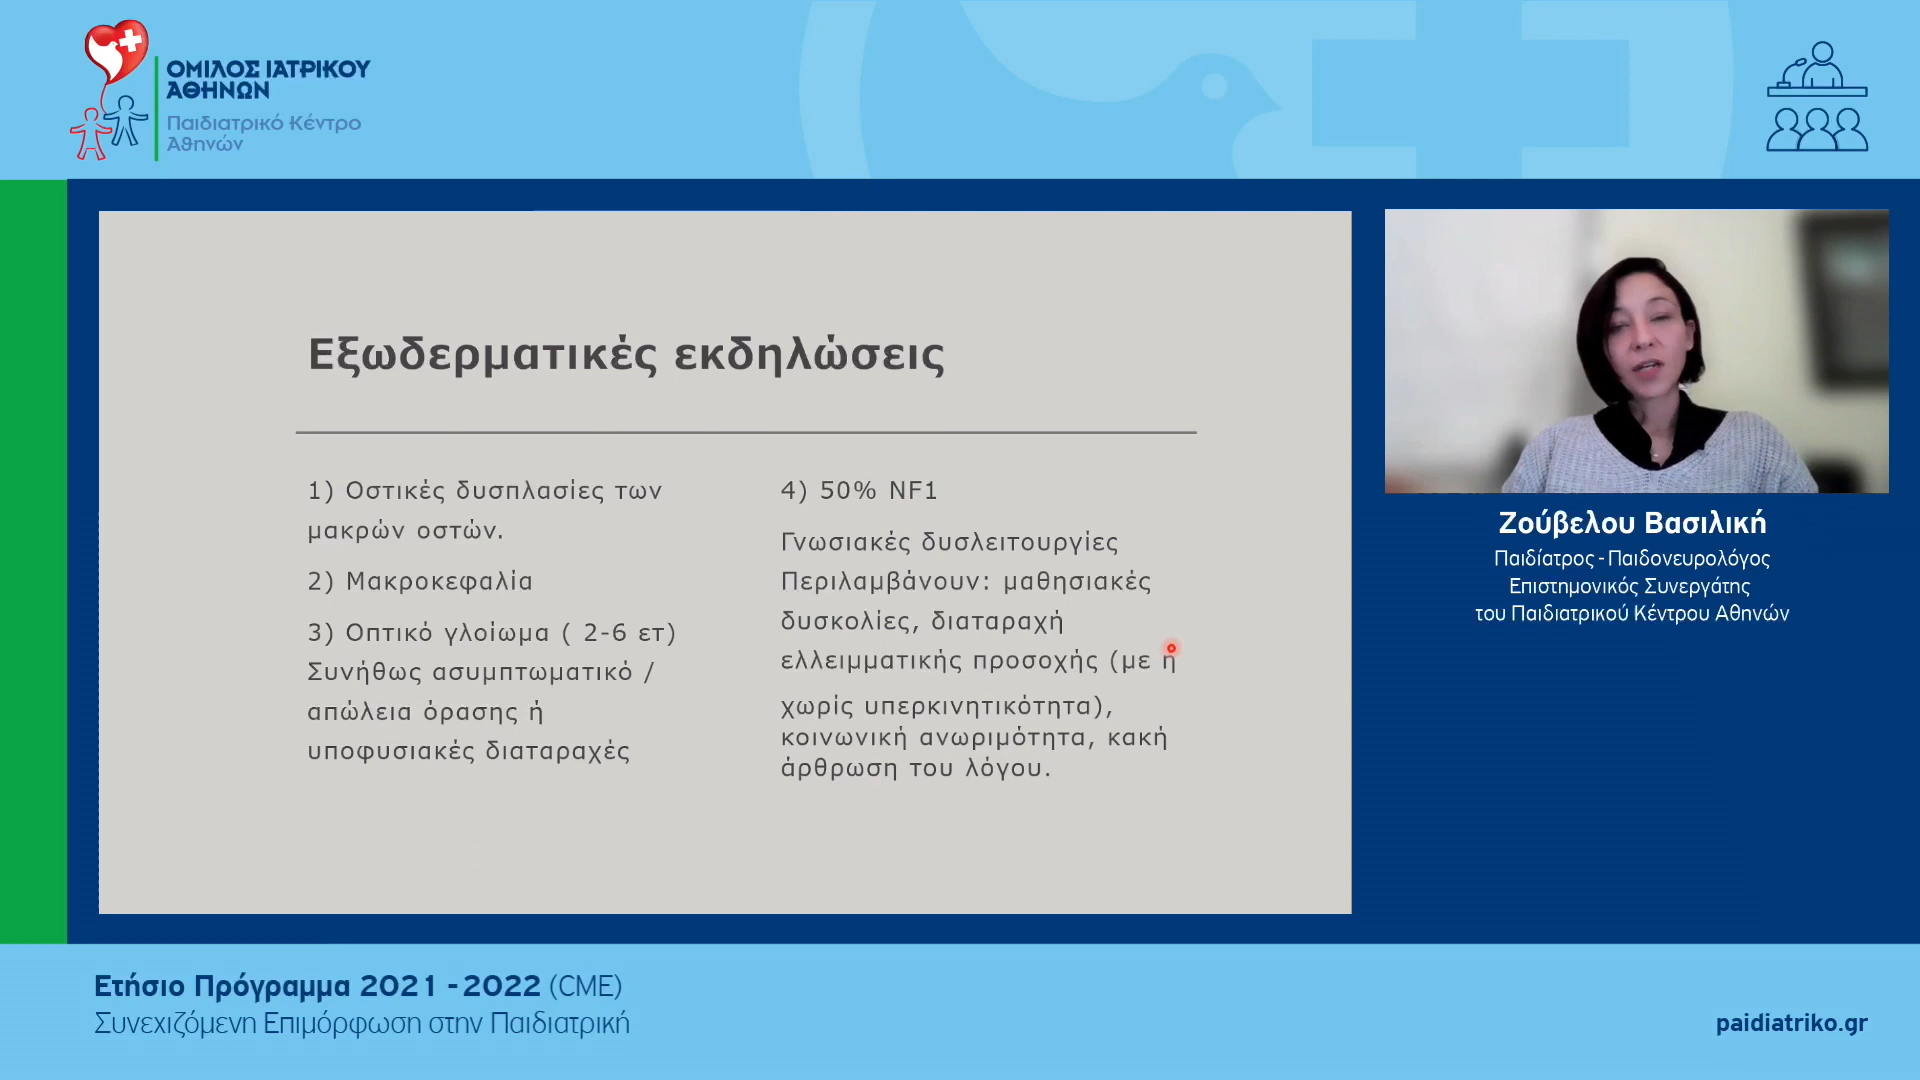 ΟΜΙΛΟΣ ΙΑΤΡΙΚΟΥ
ΑΘΗΝΩΝ
Παιδιατρικό Κέντρο
Αθηνών
Εξωδερματικές εκδηλώσεις
1) Οστικές δυσπλασίες των
μακρών οστών.
2) Μακροκεφαλία
3) Οπτικό γλοίωμα ( 2-6 ετ)
Συνήθως ασυμπτωματικό /
απώλεια όρασης ή
υποφυσιακές διαταραχές
4) 50% NF1
Γνωσιακές δυσλειτουργίες
Περιλαμβάνουν: μαθησιακές
δυσκολίες, διαταραχή
ελλειμματικής προσοχής (με ή
χωρίς υπερκινητικότητα),
κοινωνική ανωριμότητα, κακή
άρθρωση του λόγου.
Ζούβελου Βασιλική
Παιδίατρος - Παιδονευρολόγος
Επιστημονικός Συνεργάτης
του Παιδιατρικού Κέντρου Αθηνών
Ετήσιο Πρόγραμμα 2021 - 2022 (CME)
Συνεχιζόμενη Επιμόρφωση στην Παιδιατρική
paidiatriko.gr